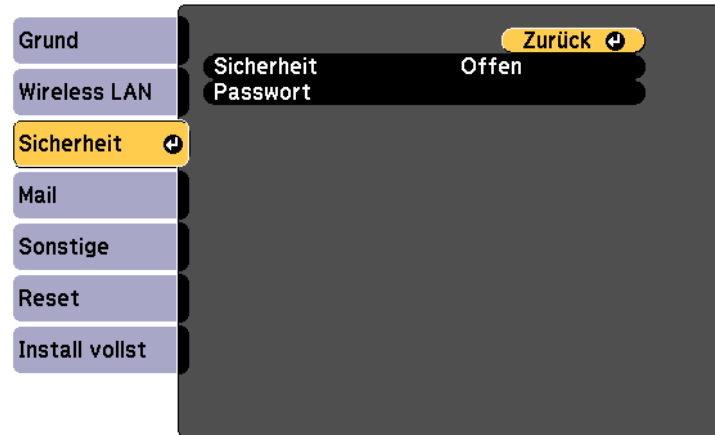 Grund
Wireless LAN
Sicherheit
Mail
Sonstige
Reset
Install vollst
Zurück
Sicherheit Offen
Passwort